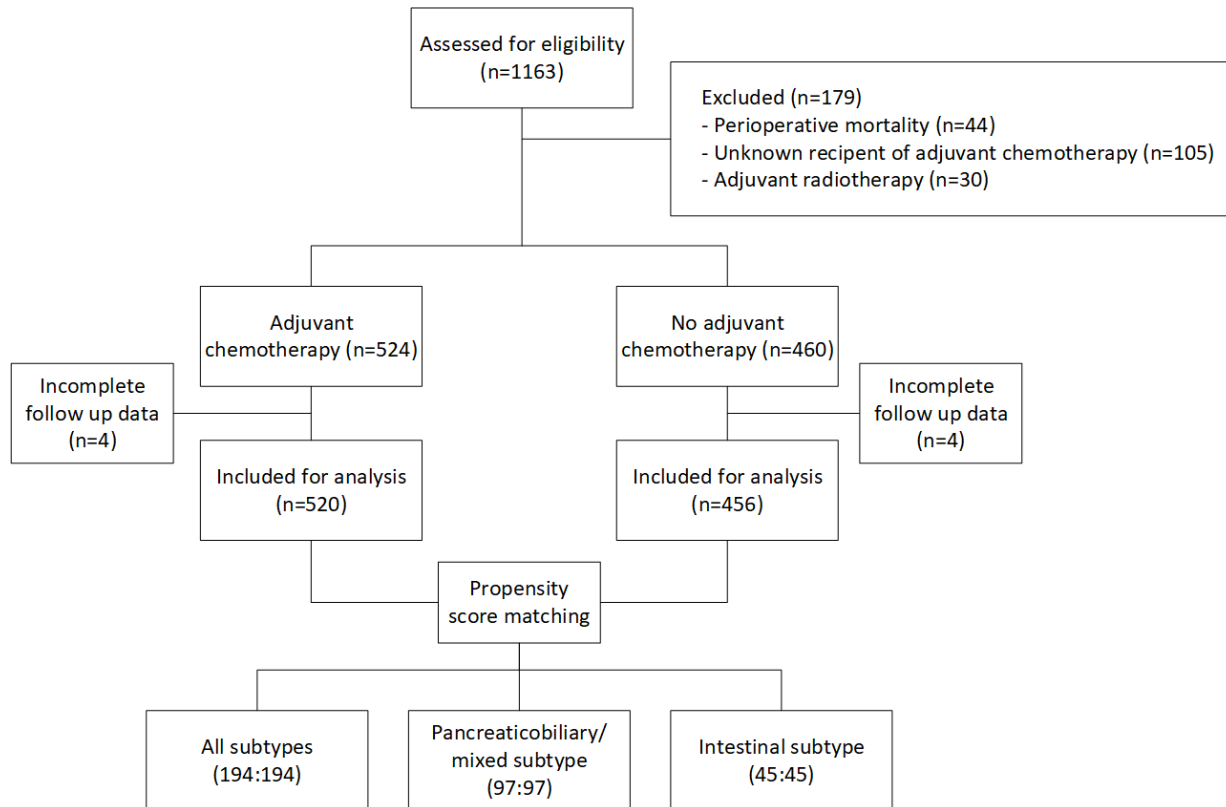 Assessed for eligibility
(n=1163)
Excluded (n=179)
- Perioperative mortality (n=44)
- Unknown recipent of adjuvant chemotherapy (n=105)
- Adjuvant radiotherapy (n=30)
Adjuvant
chemotherapy (n=524)
No adjuvant
chemotherapy (n=460)
Incomplete
follow up data
(n=4)
Incomplete
follow up data
(n=4)
Included for analysis
(n=520)
Included for analysis
(n=456)
Propensity
score matching
All subtypes
(194:194)
Pancreaticobiliary/
mixed subtype
(97:97)
Intestinal subtype
(45:45)